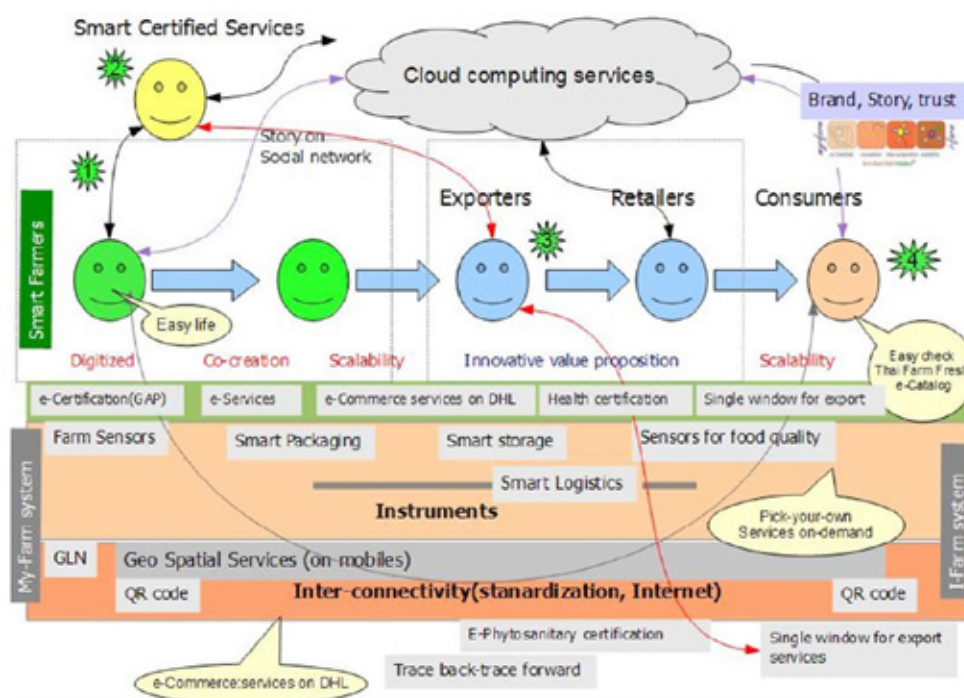 Smart Certified Services
2
Cloud computing services
Brand, Story, trust
Story on
Social network
1
Exporters
Retailers
Consumers
3
4
Smart Farmers
Easy life
Digitized
Co-creation
Scalability
Innovative value proposition
Scalability
Easy check
Thai Farm Fresh
e-Catalog
e-Certification(GAP)
e-Services
e-Commerce services on DHL
Health certification
Single window for export
My-Farm system
Farm Sensors
Smart Packaging
Smart storage
Sensors for food quality
Smart Logistics
Instruments
Pick-your-own
Services on-demand
I-Farm system
GLN
Geo Spatial Services (on-mobiles)
QR code
Inter-connectivity(stanardization, Internet)
QR code
E-Phytosanitary certification
Single window for export
services
Trace back-trace forward
e-Commerce:services on DHL